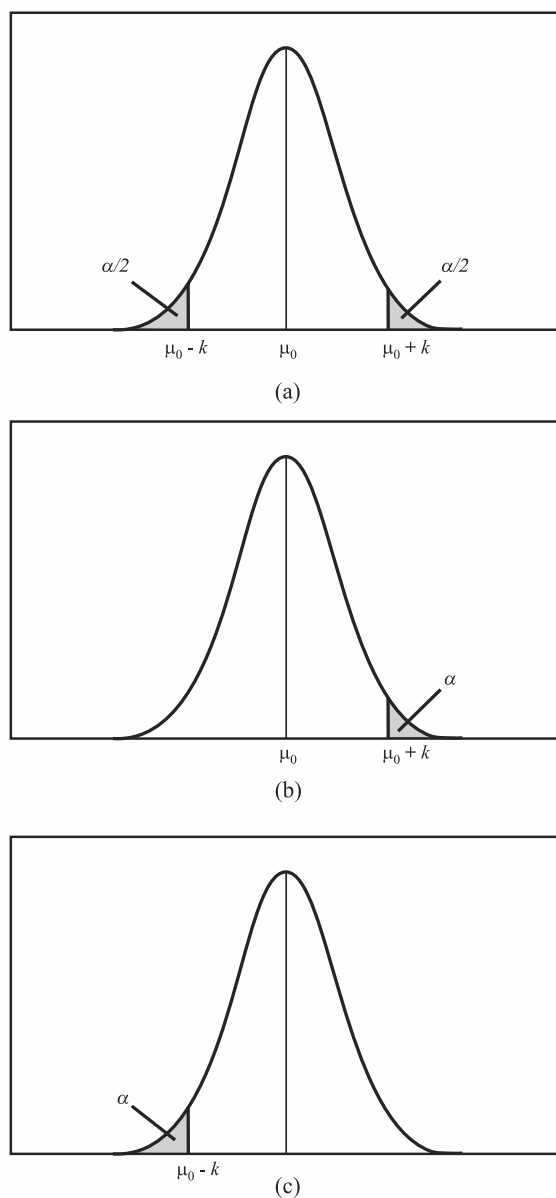 α/2 α/2
μ₀ - k μ₀ μ₀ + k
(a)
α
μ₀ μ₀ + k
(b)
α
μ₀ - k
(c)